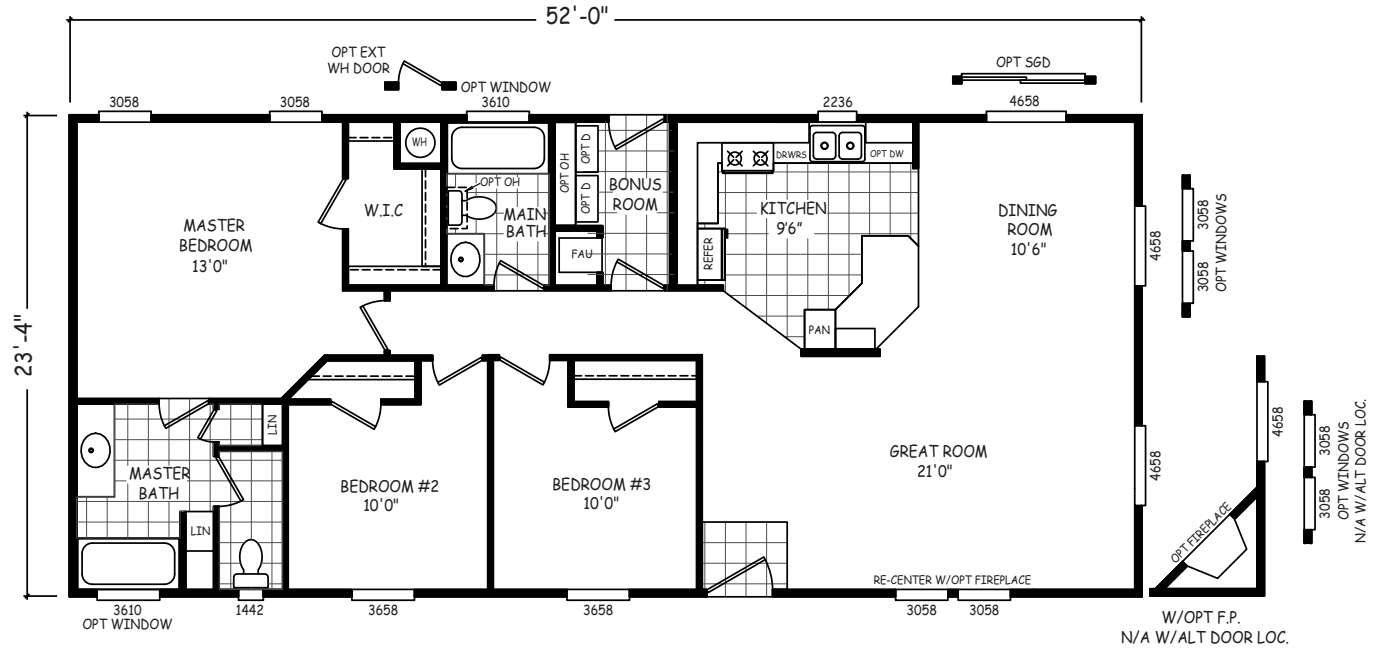 52'-0"
OPT EXT
WH DOOR
OPT WINDOW
OPT SGD
3058
3058
3610
2236
4658
23'-4"
WH
OPT OH
OPT D
OPT D
OPT OH
DRWRS
OPT DW
MASTER
BEDROOM
13'0"
W.I.C
MAIN
BATH
BONUS
ROOM
FAU
REFER
KITCHEN
9'6"
PAN
DINING
ROOM
10'6"
4658
3058
3058
OPT WINDOWS
LIN
MASTER
BATH
LIN
BEDROOM #2
10'0"
BEDROOM #3
10'0"
GREAT ROOM
21'0"
4658
RE-CENTER W/OPT FIREPLACE
4658
3058
3058
OPT WINDOWS
N/A W/ALT DOOR LOC.
OPT FIREPLACE
3610
OPT WINDOW
1442
3658
3658
3058
3058
W/OPT F.P.
N/A W/ALT DOOR LOC.